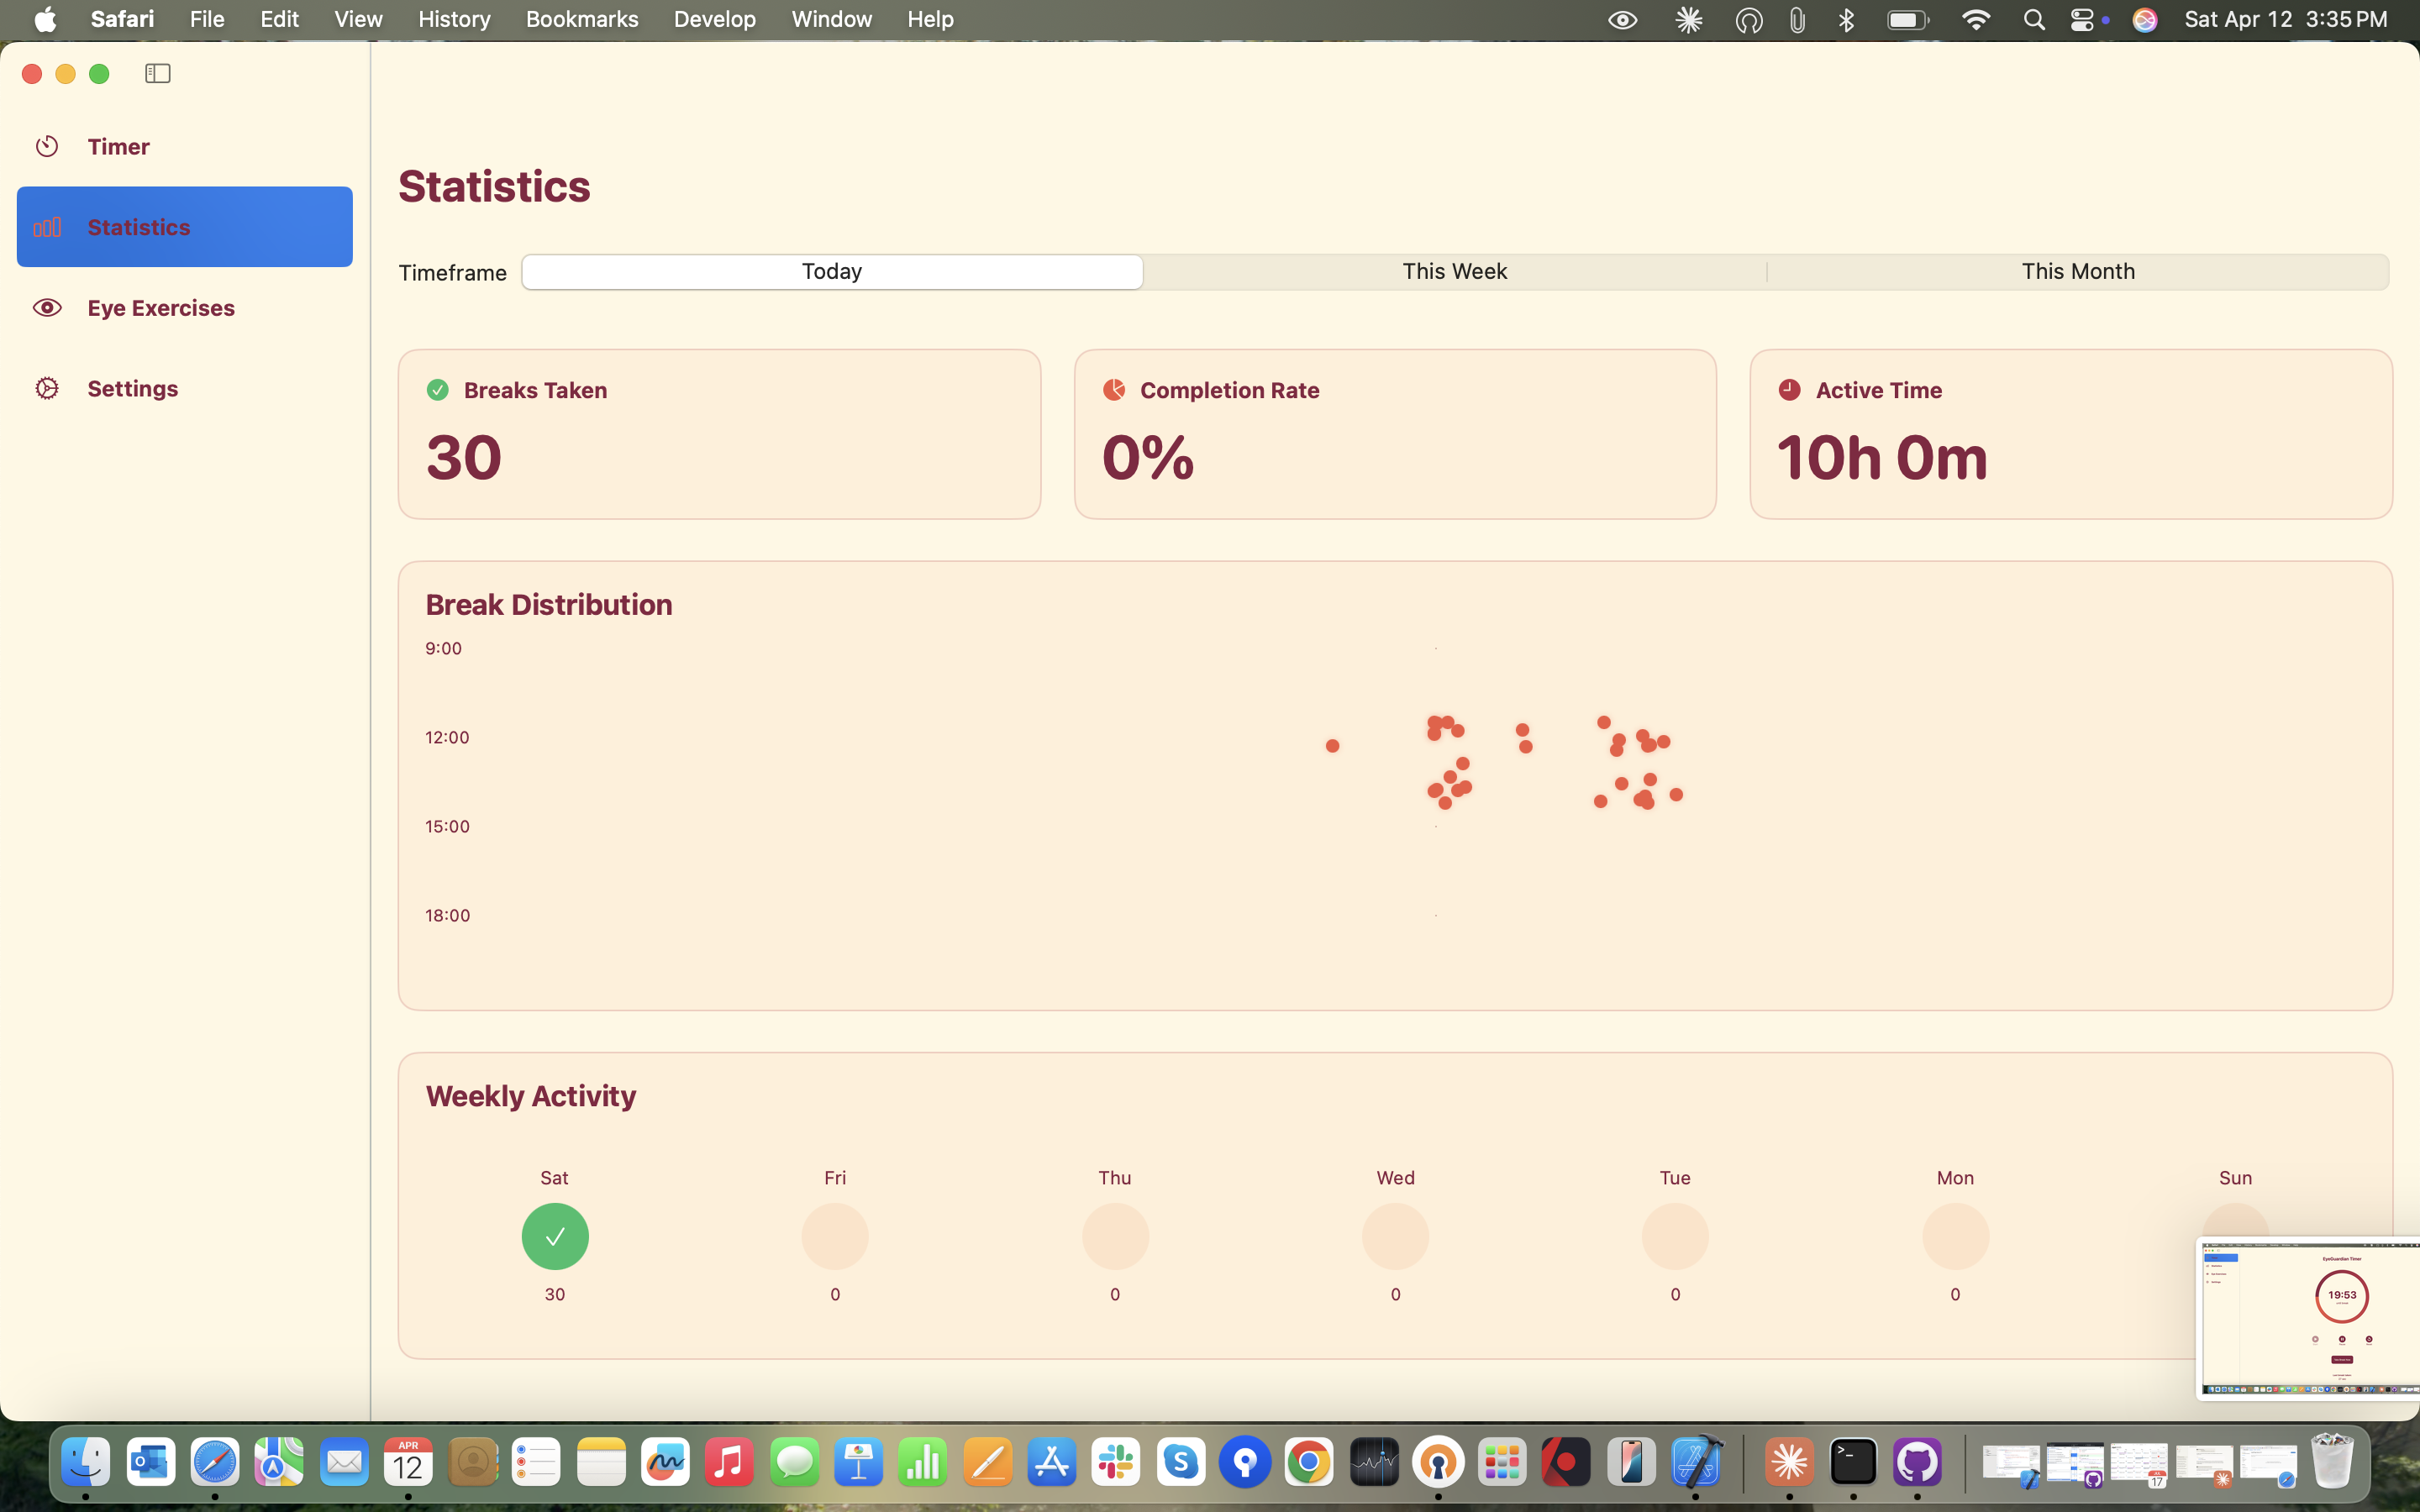 Safari File Edit View History Bookmarks Develop Window Help Sat Apr 12 3:35 PM
Timer
Statistics
Eye Exercises
Settings
Statistics
Timeframe Today This Week This Month
Breaks Taken
30
Completion Rate
0%
Active Time
10h 0m
Break Distribution
9:00
12:00
15:00
18:00
Weekly Activity
Sat Fri Thu Wed Tue Mon Sun
30 0 0 0 0 0
EyeGuardian Timer
19:53
APR
12
17